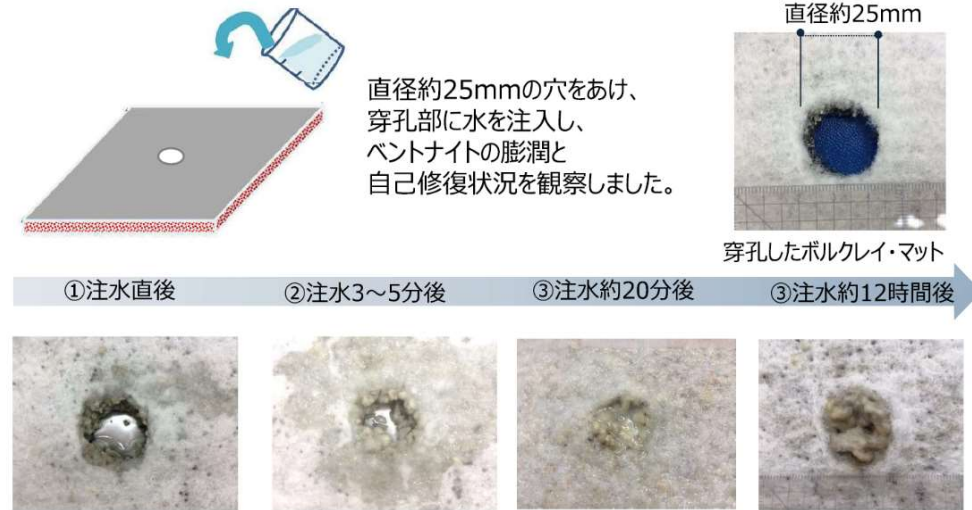 直径約25mmの穴をあけ、
穿孔部に水を注入し、
ベントナイトの膨潤と
自己修復状況を観察しました。
直径約25mm
穿孔したボルクレイ・マット
①注水直後
②注水3～5分後
③注水約20分後
③注水約12時間後